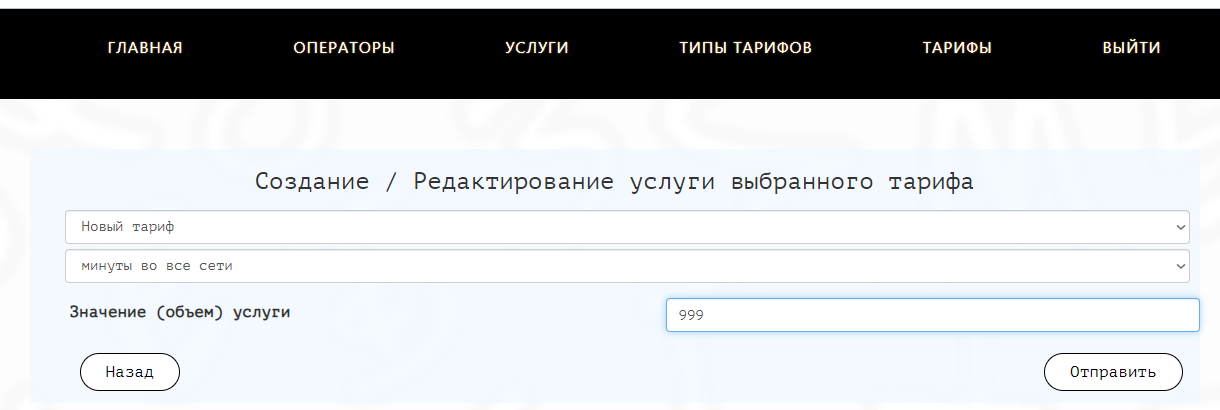 ГЛАВНАЯ ОПЕРАТОРЫ УСЛУГИ ТИПЫ ТАРИФОВ ТАРИФЫ ВЫЙТИ
Создание / Редактирование услуги выбранного тарифа
Новый тариф
минуты во все сети
Значение (объем) услуги 999
Назад Отправить